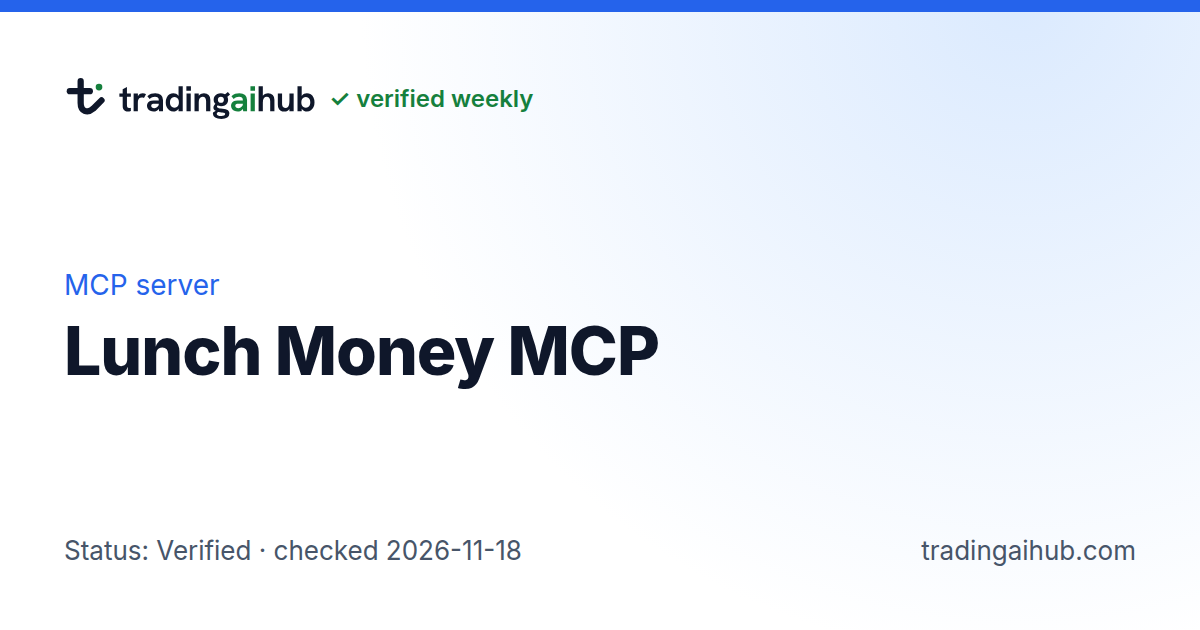 tradingaihub ✓ verified weekly
MCP server
Lunch Money MCP
Status: Verified · checked 2026-11-18
tradingaihub.com